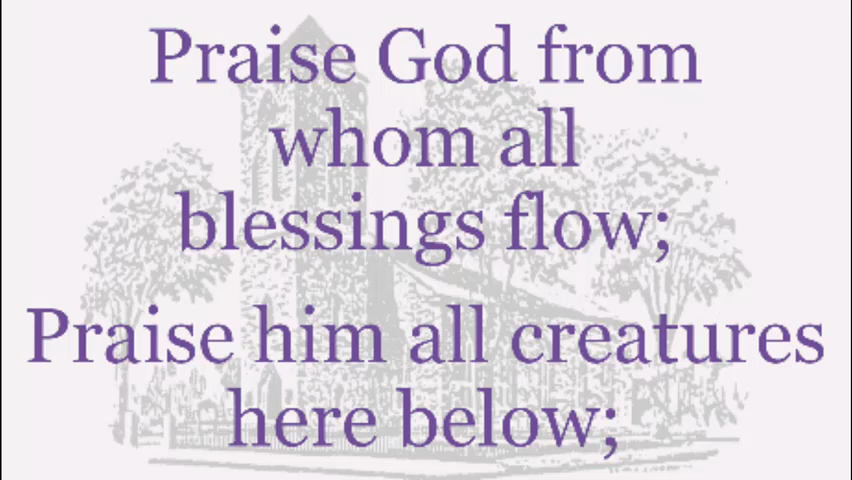 Praise God from
whom all
blessings flow;
Praise him all creatures
here below;